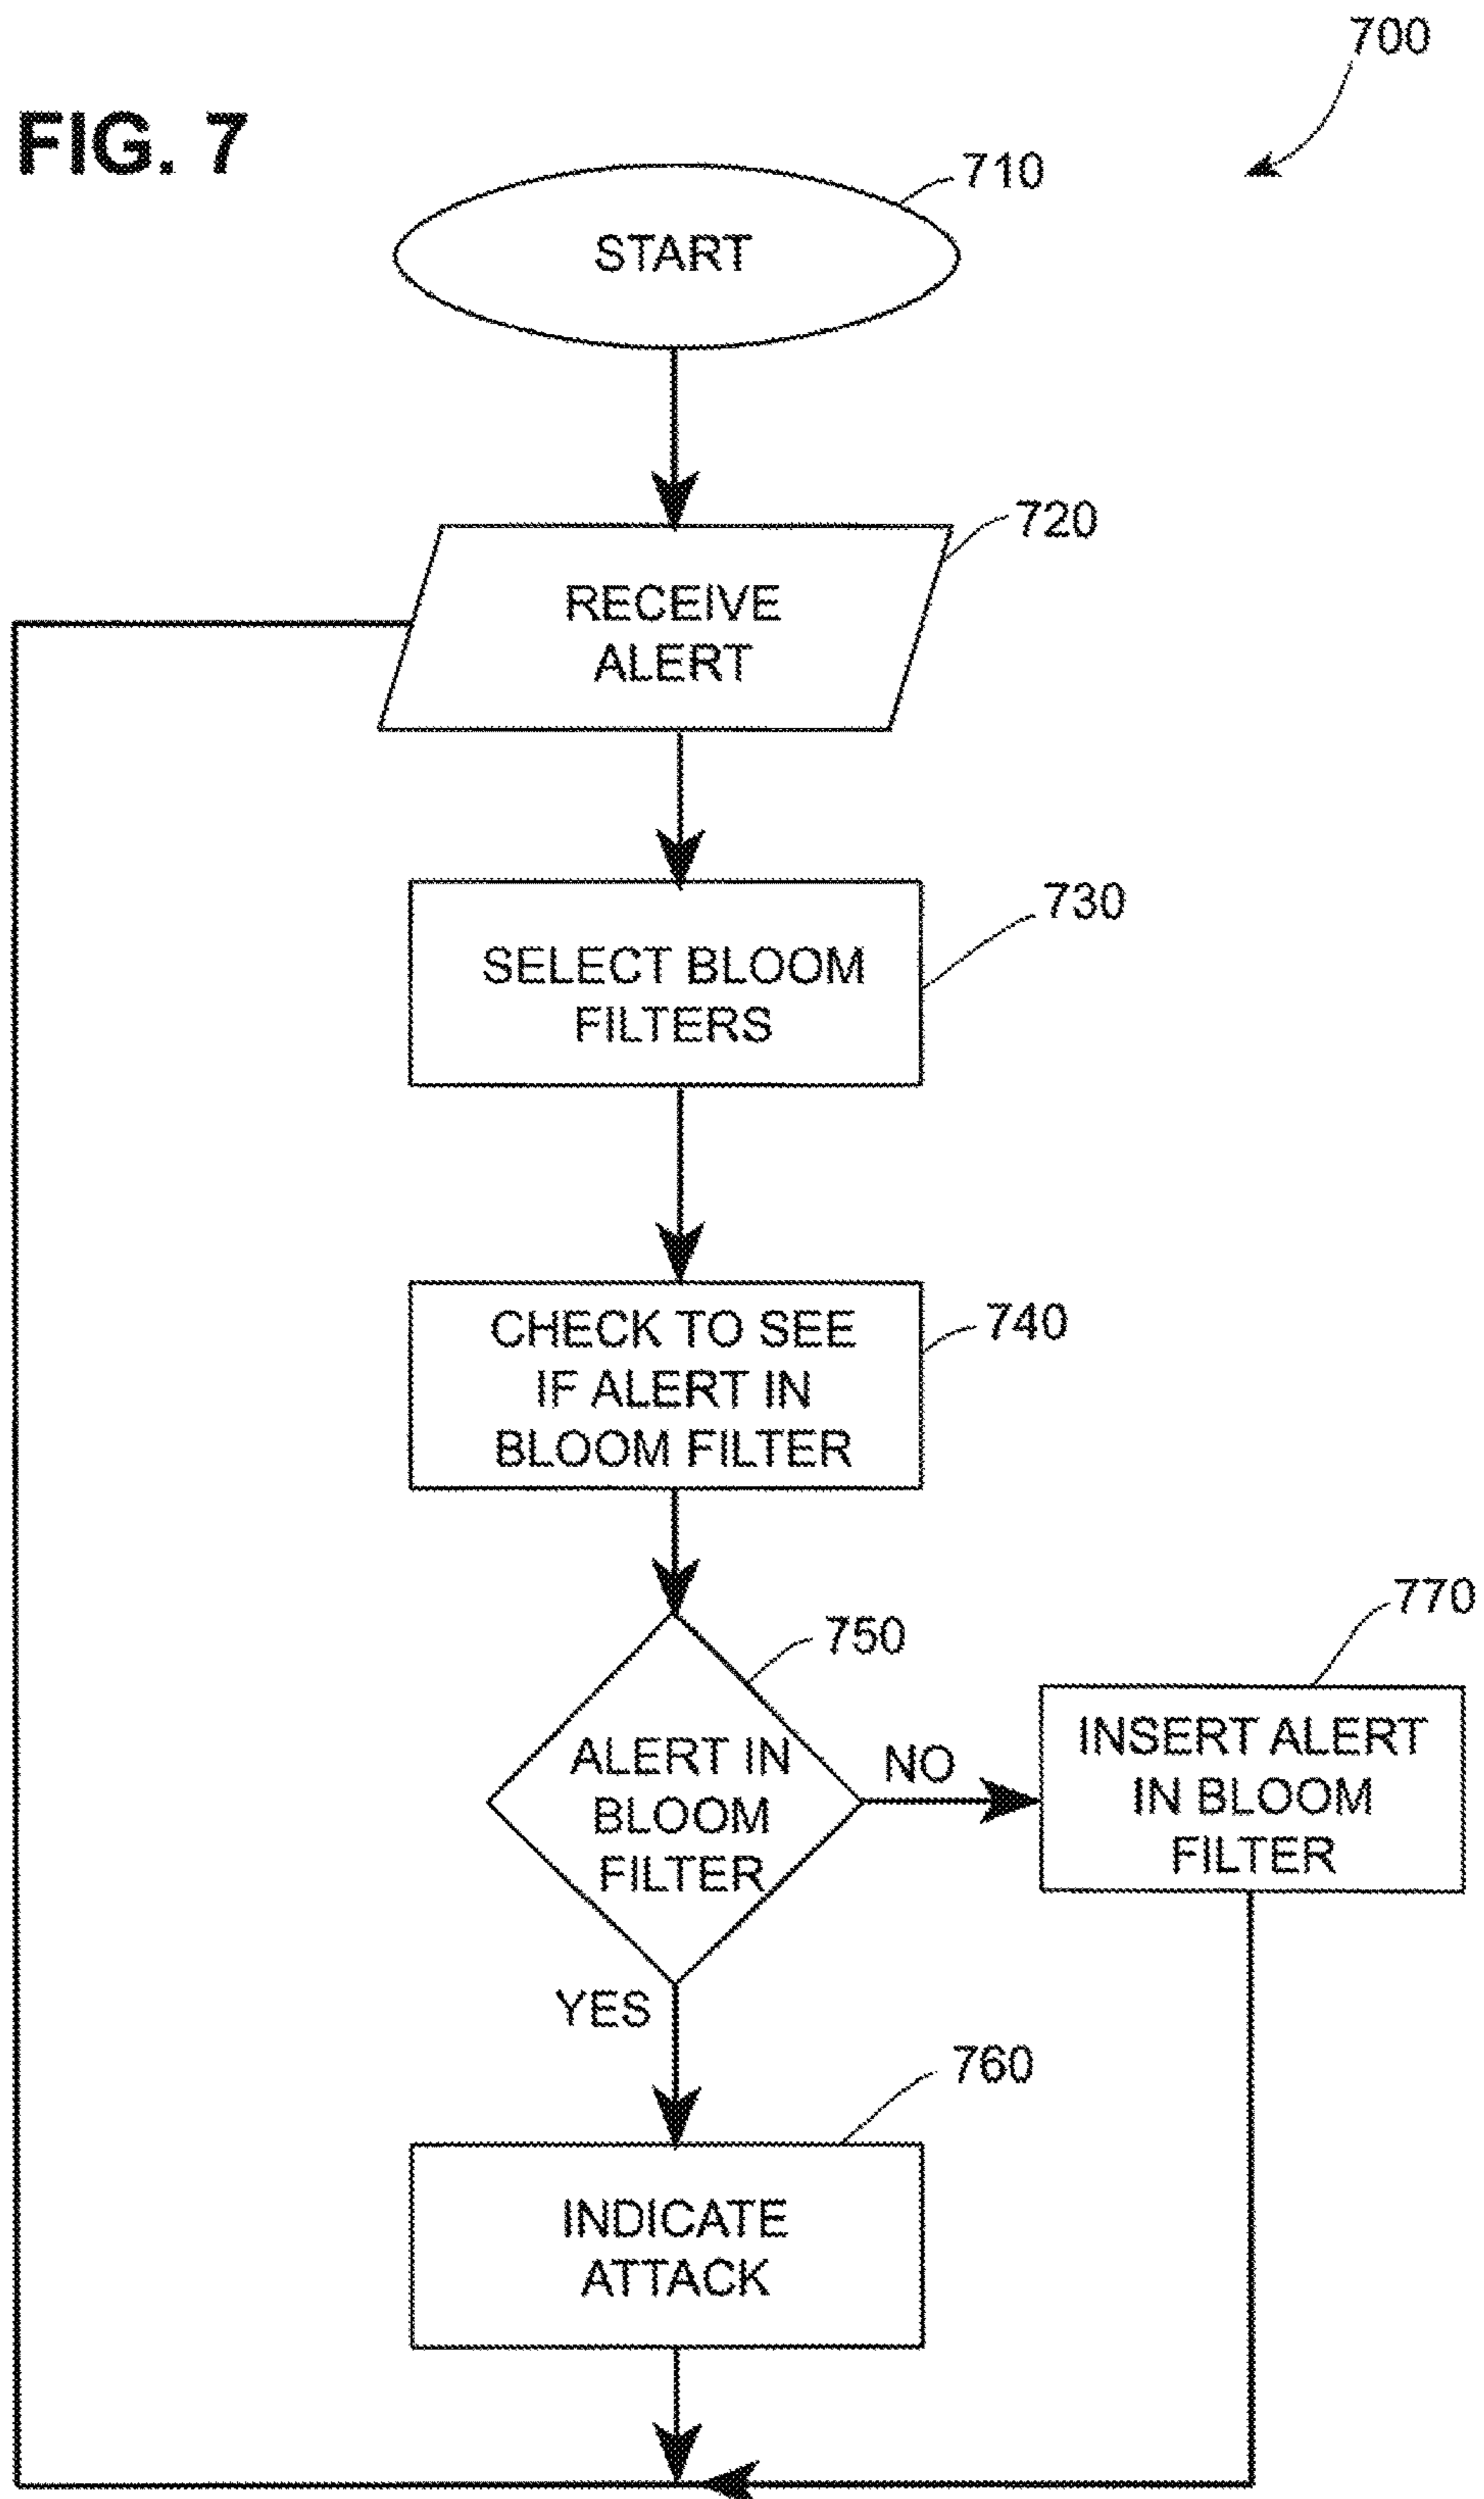 700
FIG. 7
710
START
720
RECEIVE
ALERT
730
SELECT BLOOM
FILTERS
740
CHECK TO SEE
IF ALERT IN
BLOOM FILTER
750
770
ALERT IN
BLOOM
FILTER
NO
INSERT ALERT
IN BLOOM
FILTER
YES
760
INDICATE
ATTACK